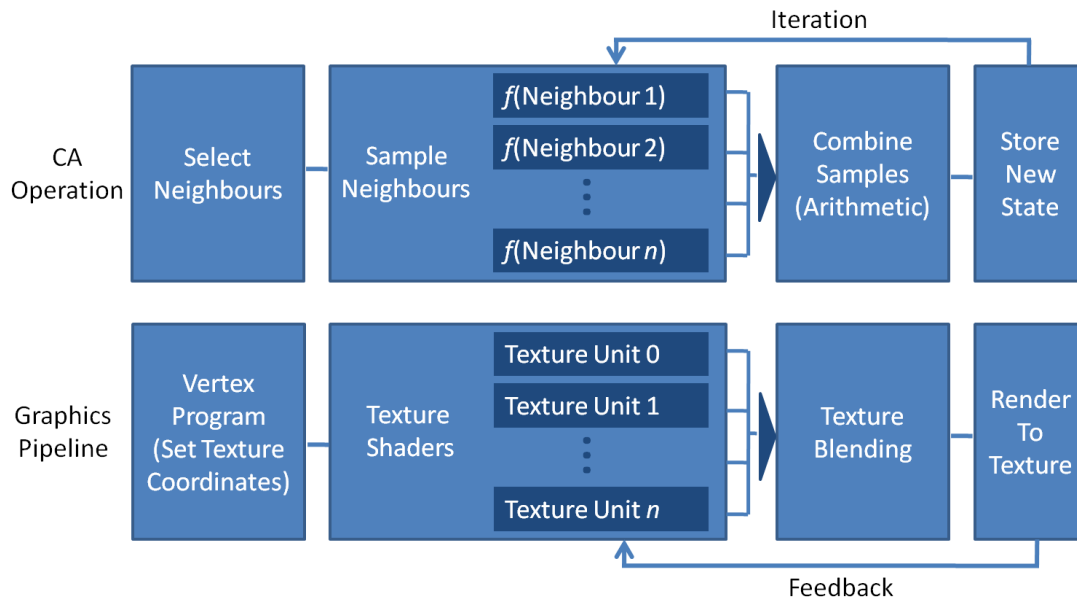 Iteration
CA
Operation
Select
Neighbours
Sample
Neighbours
f(Neighbour 1)
f(Neighbour 2)
f(Neighbour n)
Combine
Samples
(Arithmetic)
Store
New
State
Graphics
Pipeline
Vertex
Program
(Set Texture
Coordinates)
Texture
Shaders
Texture Unit 0
Texture Unit 1
Texture Unit n
Texture
Blending
Render
To
Texture
Feedback